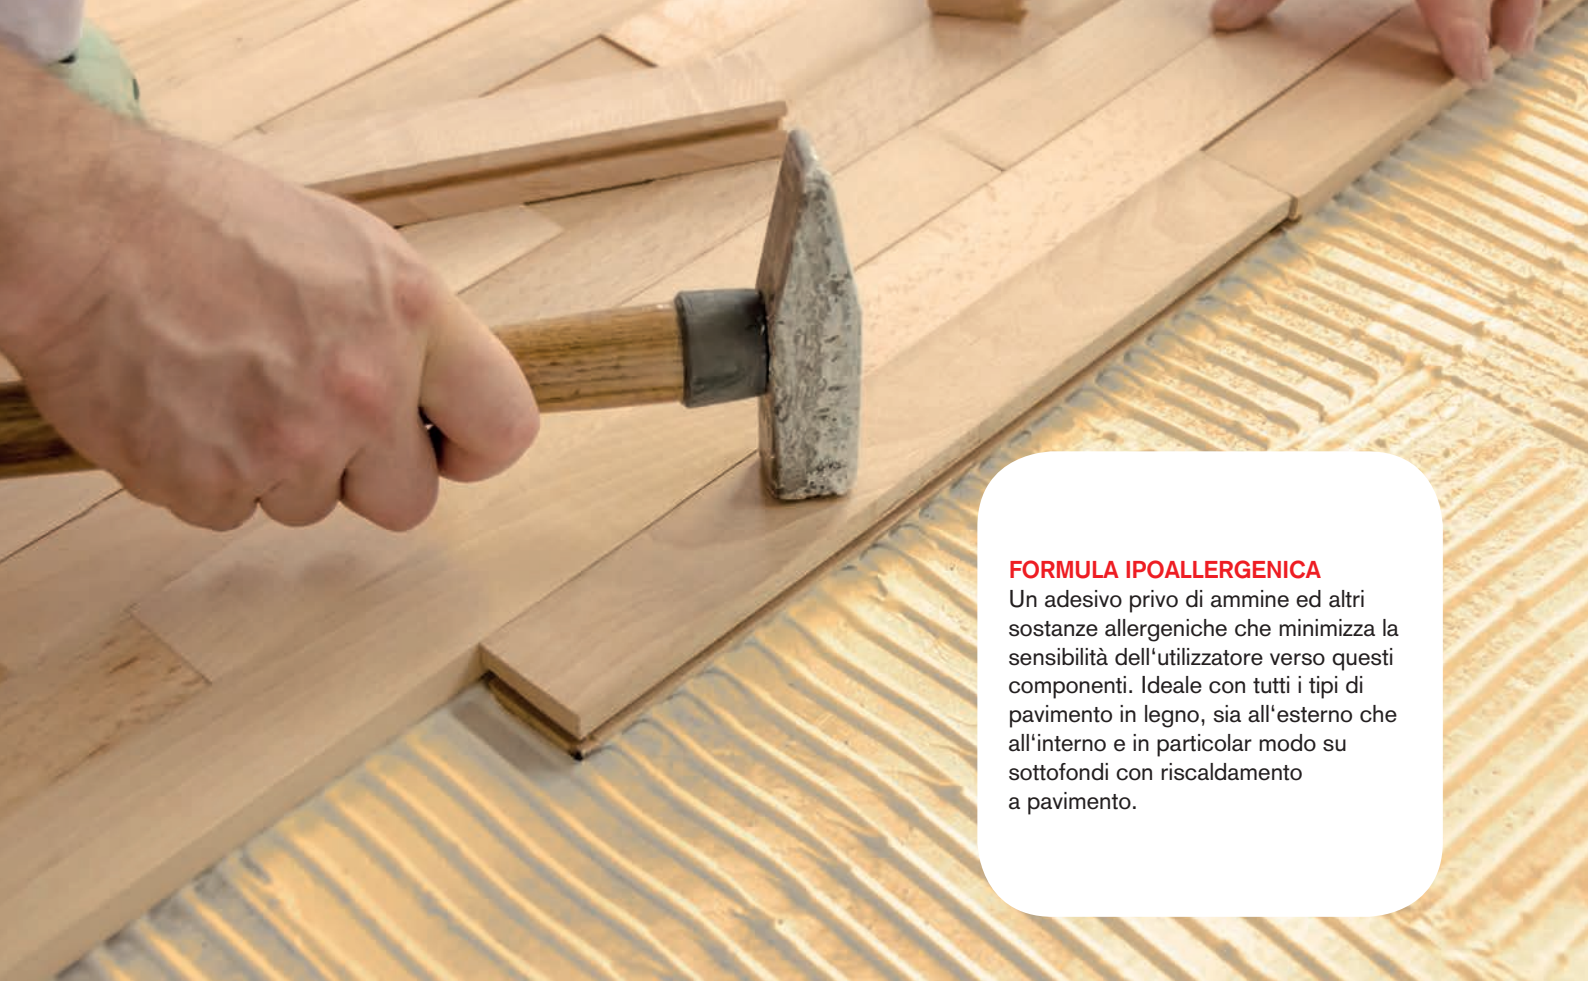 FORMULA IPOALLERGENICA
Un adesivo privo di ammine ed altri
sostanze allergeniche che minimizza la
sensibilità dell‘utilizzatore verso questi
componenti. Ideale con tutti i tipi di
pavimento in legno, sia all‘esterno che
all‘interno e in particolar modo su
sottofondi con riscaldamento
a pavimento.